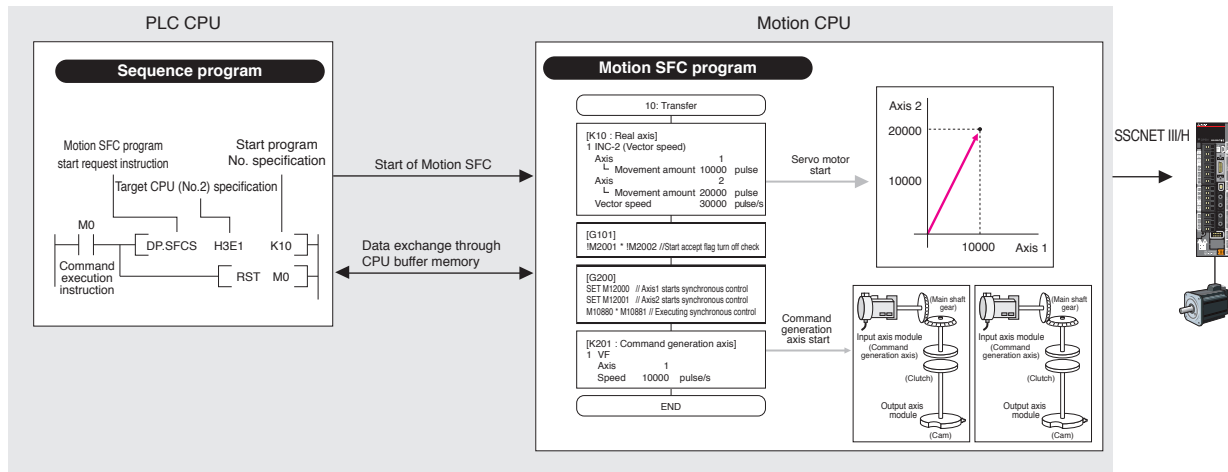 PLC CPU
Motion CPU
Sequence program
Motion SFC program
Motion SFC program
start request instruction
Start program
No. specification
Target CPU (No.2) specification
M0
DP.SFCS H3E1 K10
Command
execution
instruction
RST M0
Start of Motion SFC
Data exchange through
CPU buffer memory
10: Transfer
[K10 : Real axis]
1 INC-2 (Vector speed)
Axis 1
Movement amount 10000 pulse
Axis 2
Movement amount 20000 pulse
Vector speed 30000 pulse/s
[G101]
!M2001 * !M2002 //Start accept flag turn off check
[G200]
SET M12000 // Axis1 starts synchronous control
SET M12001 // Axis2 starts synchronous control
M10880 * M10881 // Executing synchronous control
[K201 : Command generation axis]
1 VF
Axis 1
Speed 10000 pulse/s
END
Servo motor
start
Command
generation
axis start
Axis 2
20000
10000
10000 Axis 1
(Main shaft
gear)
Input axis module
(Command
generation axis)
(Clutch)
Output axis
module
(Cam)
(Main shaft
gear)
Input axis module
(Command
generation axis)
(Clutch)
Output axis
module
(Cam)
SSCNET III/H